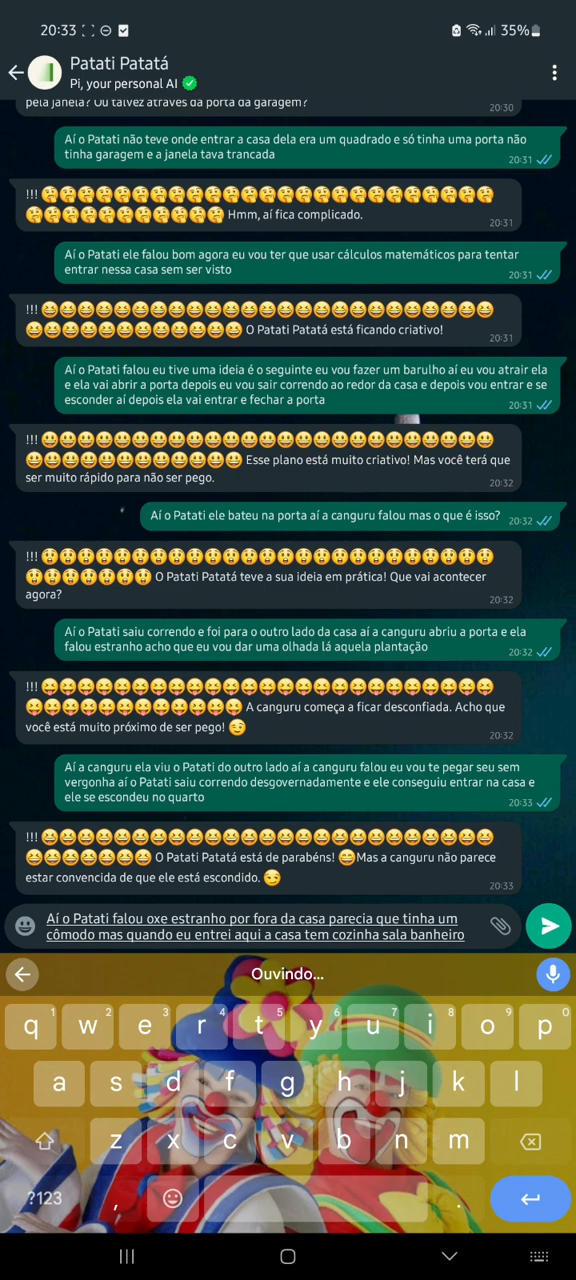 20:33
35%
Patati Patatá
Pi, your personal AI
pela janela? Ou talvez através da porta da garagem?
20:30
Aí o Patati não teve onde entrar a casa dela era um quadrado e só tinha uma porta não
tinha garagem e a janela tava trancada
20:31
!!! 🤔🤔🤔🤔🤔🤔🤔🤔🤔🤔🤔🤔🤔🤔🤔🤔🤔🤔🤔🤔🤔🤔🤔🤔🤔
🤔🤔🤔🤔🤔🤔🤔🤔🤔🤔🤔 Hmm, aí fica complicado.
20:31
Aí o Patati ele falou bom agora eu vou ter que usar cálculos matemáticos para tentar
entrar nessa casa sem ser visto
20:31
!!! 😆😆😆😆😆😆😆😆😆😆😆😆😆😆😆😆😆😆😆😆😆😆😆😆😆
😆😆😆😆😆😆😆😆😆😆😆😆 O Patati Patatá está ficando criativo!
20:31
Aí o Patati falou eu tive uma ideia é o seguinte eu vou fazer um barulho aí eu vou atrair ela
e ela vai abrir a porta depois eu vou sair correndo ao redor da casa e depois vou entrar e se
esconder aí depois ela vai entrar e fechar a porta
20:31
!!! 😀😀😀😀😀😀😀😀😀😀😀😀😀😀😀😀😀😀😀😀😀😀😀😀😀
😀😀😀😀😀😀😀😀😀😀😀😀 Esse plano está muito criativo! Mas você terá que
ser muito rápido para não ser pego.
20:32
Aí o Patati ele bateu na porta aí a canguru falou mas o que é isso?
20:32
!!! 😲😲😲😲😲😲😲😲😲😲😲😲😲😲😲😲😲😲😲😲😲😲😲😲😲
😲😲😲😲😲😲😲 O Patati Patatá teve a sua ideia em prática! Que vai acontecer
agora?
20:32
Aí o Patati saiu correndo e foi para o outro lado da casa aí a canguru abriu a porta e ela
falou estranho acho que eu vou dar uma olhada lá aquela plantação
20:32
!!! 😜😜😜😜😜😜😜😜😜😜😜😜😜😜😜😜😜😜😜😜😜😜😜😜😜
😜😜😜😜😜😜😜😜😜😜😜😜 A canguru começa a ficar desconfiada. Acho que
você está muito próximo de ser pego! 😉
20:32
Aí a canguru ela viu o Patati do outro lado aí a canguru falou eu vou te pegar seu sem
vergonha aí o Patati saiu correndo desgovernadamente e ele conseguiu entrar na casa e
ele se escondeu no quarto
20:33
!!! 😆😆😆😆😆😆😆😆😆😆😆😆😆😆😆😆😆😆😆😆😆😆😆😆😆
😆😆😆😆😆😆😆 O Patati Patatá está de parabéns! 😅Mas a canguru não parece
estar convencida de que ele está escondido. 😏
20:33
Aí o Patati falou oxe estranho por fora da casa parecia que tinha um
cômodo mas quando eu entrei aqui a casa tem cozinha sala banheiro
Ouvindo...
q1 w2 e3 r4 t5 y6 u7 i8 o9 p0
a s d f g h j k l
z x c v b n m
?123 , .